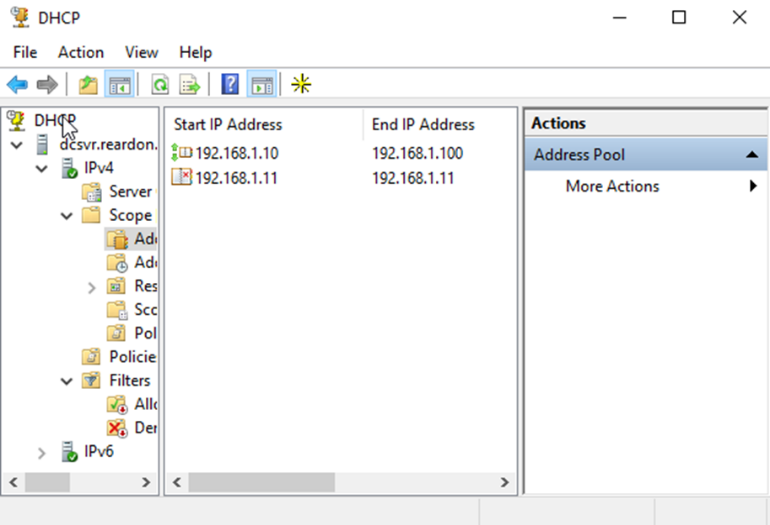 DHCP
File Action View Help
DHCP
dcsvr.reardon.
IPv4
Server
Scope
Ad
Ad
Res
Sco
Pol
Policie
Filters
Allo
Der
IPv6
Start IP Address End IP Address
192.168.1.10 192.168.1.100
192.168.1.11 192.168.1.11
Actions
Address Pool
More Actions